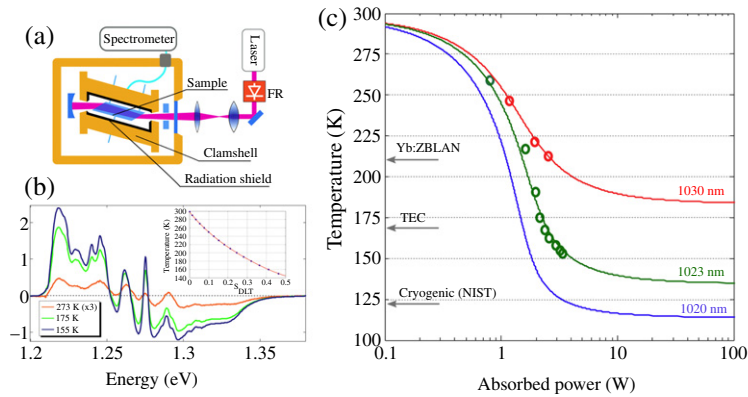 (a)
Spectrometer
Laser
FR
Sample
Clamshell
Radiation shield
(b)
2
1
0
-1
1.2
1.25
1.3
1.35
Energy (eV)
273 K (x3)
175 K
155 K
Temperature (K)
300
280
260
240
220
200
180
160
140
0
0.1
0.2
0.3
0.4
0.5
S_DLT
(c)
Temperature (K)
300
275
250
225
200
175
150
125
100
Yb:ZBLAN
TEC
Cryogenic (NIST)
1030 nm
1023 nm
1020 nm
0.1
1
10
100
Absorbed power (W)